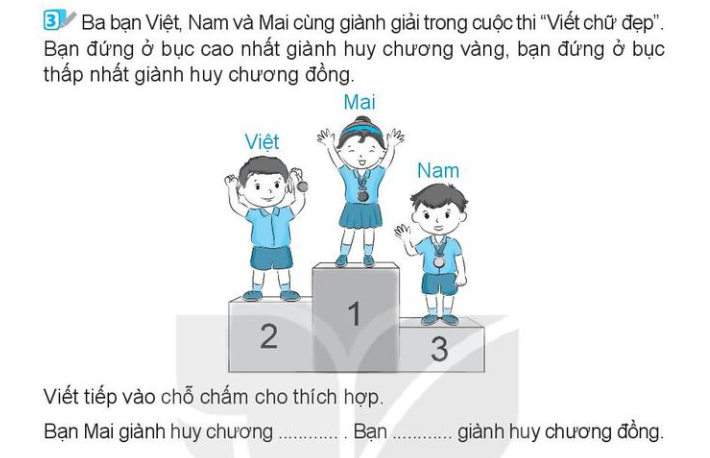 3 Ba bạn Việt, Nam và Mai cùng giành giải trong cuộc thi “Viết chữ đẹp”.
Bạn đứng ở bục cao nhất giành huy chương vàng, bạn đứng ở bục
thấp nhất giành huy chương đồng.
Mai
Việt
Nam
1
2
3
Viết tiếp vào chỗ chấm cho thích hợp.
Bạn Mai giành huy chương ............ . Bạn ............ giành huy chương đồng.